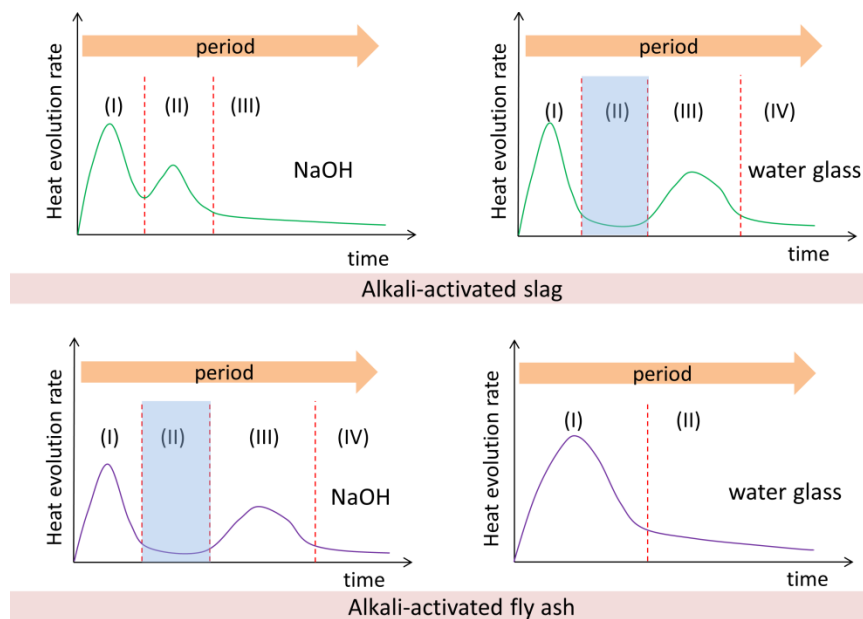 period
Heat evolution rate
(I)
(II)
(III)
NaOH
time
period
Heat evolution rate
(I)
(II)
(III)
(IV)
water glass
time
Alkali-activated slag
period
Heat evolution rate
(I)
(II)
(III)
(IV)
NaOH
time
period
Heat evolution rate
(I)
(II)
water glass
time
Alkali-activated fly ash